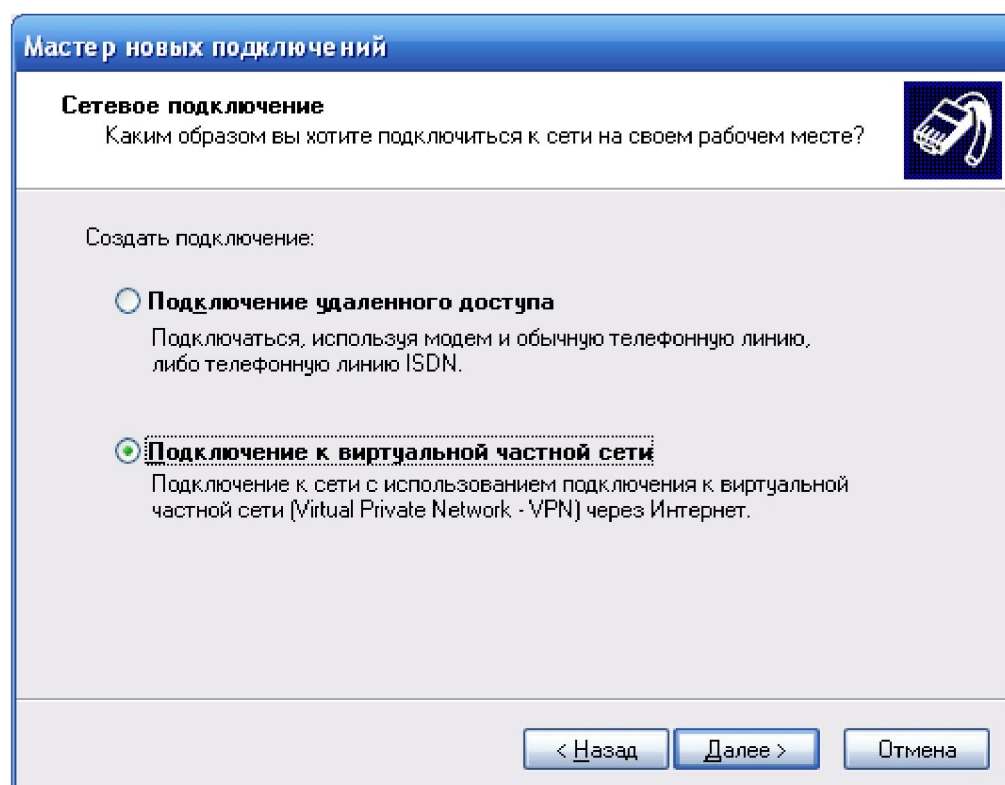 Мастер новых подключений
Сетевое подключение
Каким образом вы хотите подключиться к сети на своем рабочем месте?
Создать подключение:
Подключение удаленного доступа
Подключаться, используя модем и обычную телефонную линию,
либо телефонную линию ISDN.
Подключение к виртуальной частной сети
Подключение к сети с использованием подключения к виртуальной
частной сети (Virtual Private Network - VPN) через Интернет.
< Назад Далее > Отмена